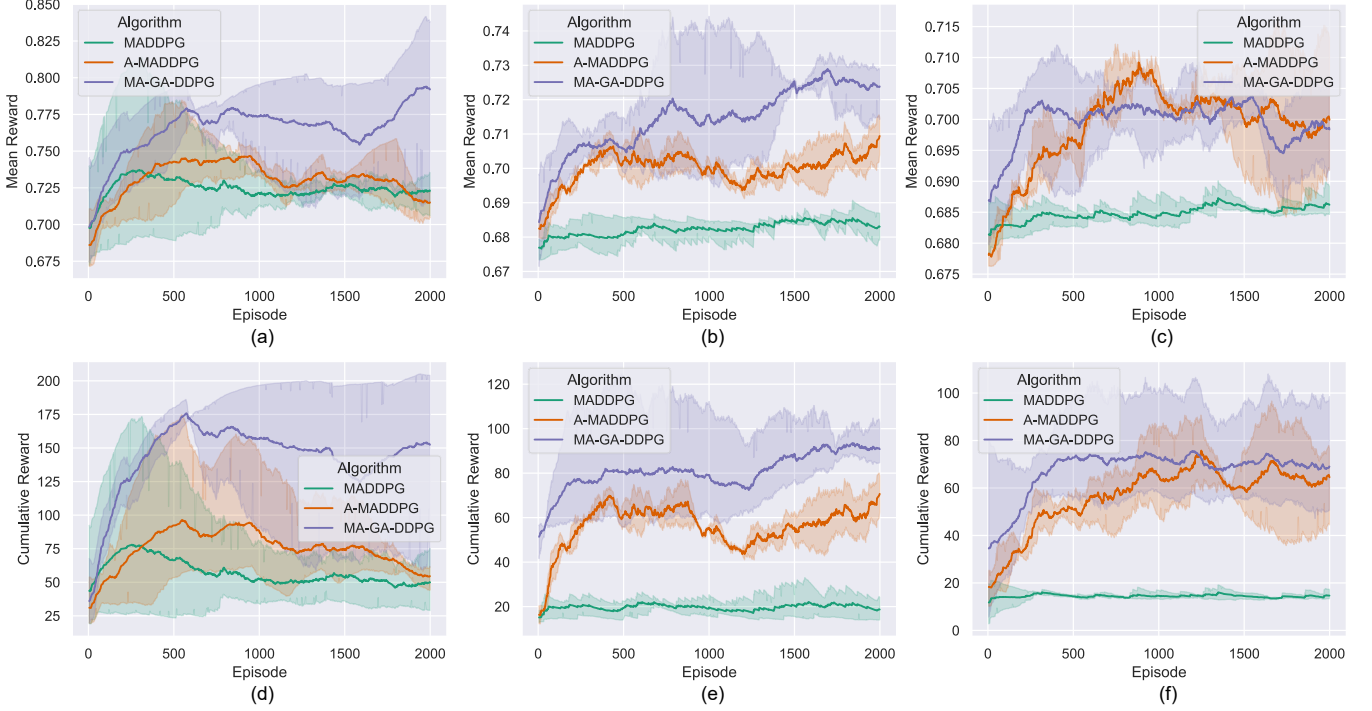 0.850
0.825
0.800
0.775
0.750
0.725
0.700
0.675
Mean Reward
Algorithm
MADDPG
A-MADDPG
MA-GA-DDPG
0 500 1000 1500 2000
Episode
(a)
0.74
0.73
0.72
0.71
0.70
0.69
0.68
0.67
Mean Reward
Algorithm
MADDPG
A-MADDPG
MA-GA-DDPG
0 500 1000 1500 2000
Episode
(b)
0.715
0.710
0.705
0.700
0.695
0.690
0.685
0.680
0.675
Mean Reward
Algorithm
MADDPG
A-MADDPG
MA-GA-DDPG
0 500 1000 1500 2000
Episode
(c)
200
175
150
125
100
75
50
25
Cumulative Reward
Algorithm
MADDPG
A-MADDPG
MA-GA-DDPG
0 500 1000 1500 2000
Episode
(d)
120
100
80
60
40
20
Cumulative Reward
Algorithm
MADDPG
A-MADDPG
MA-GA-DDPG
0 500 1000 1500 2000
Episode
(e)
100
80
60
40
20
0
Cumulative Reward
Algorithm
MADDPG
A-MADDPG
MA-GA-DDPG
0 500 1000 1500 2000
Episode
(f)